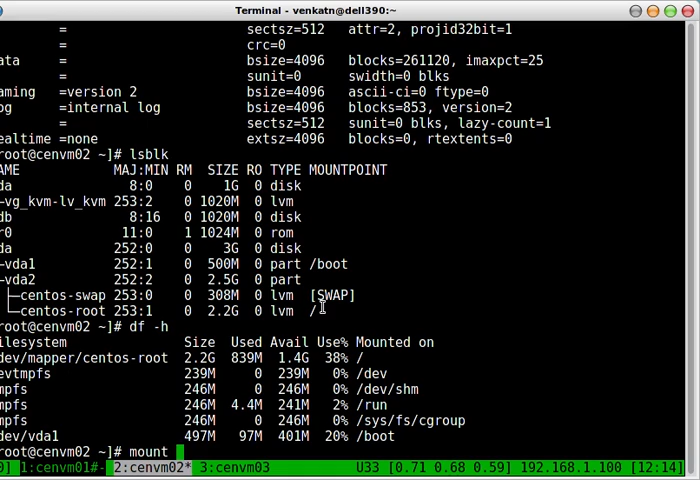 Terminal - venkatn@dell390:~
= sectsz=512 attr=2, projid32bit=1
= crc=0
ata = bsize=4096 blocks=261120, imaxpct=25
= sunit=0 swidth=0 blks
aming =version 2 bsize=4096 ascii-ci=0 ftype=0
og =internal log bsize=4096 blocks=853, version=2
= sectsz=512 sunit=0 blks, lazy-count=1
ealtime =none extsz=4096 blocks=0, rtextents=0
root@cenvm02 ~]# lsblk
AME MAJ:MIN RM SIZE RO TYPE MOUNTPOINT
da 8:0 0 1G 0 disk
─vg_kvm-lv_kvm 253:2 0 1020M 0 lvm
db 8:16 0 1020M 0 disk
r0 11:0 1 1024M 0 rom
da 252:0 0 3G 0 disk
─vda1 252:1 0 500M 0 part /boot
─vda2 252:2 0 2.5G 0 part
├─centos-swap 253:0 0 308M 0 lvm [SWAP]
└─centos-root 253:1 0 2.2G 0 lvm /
root@cenvm02 ~]# df -h
ilesystem Size Used Avail Use% Mounted on
dev/mapper/centos-root 2.2G 839M 1.4G 38% /
evtmpfs 239M 0 239M 0% /dev
mpfs 246M 0 246M 0% /dev/shm
mpfs 246M 4.4M 241M 2% /run
mpfs 246M 0 246M 0% /sys/fs/cgroup
dev/vda1 497M 97M 401M 20% /boot
root@cenvm02 ~]# mount
0] 1:cenvm01#- 2:cenvm02* 3:cenvm03 U33 [0.71 0.68 0.59] 192.168.1.100 [12:14]